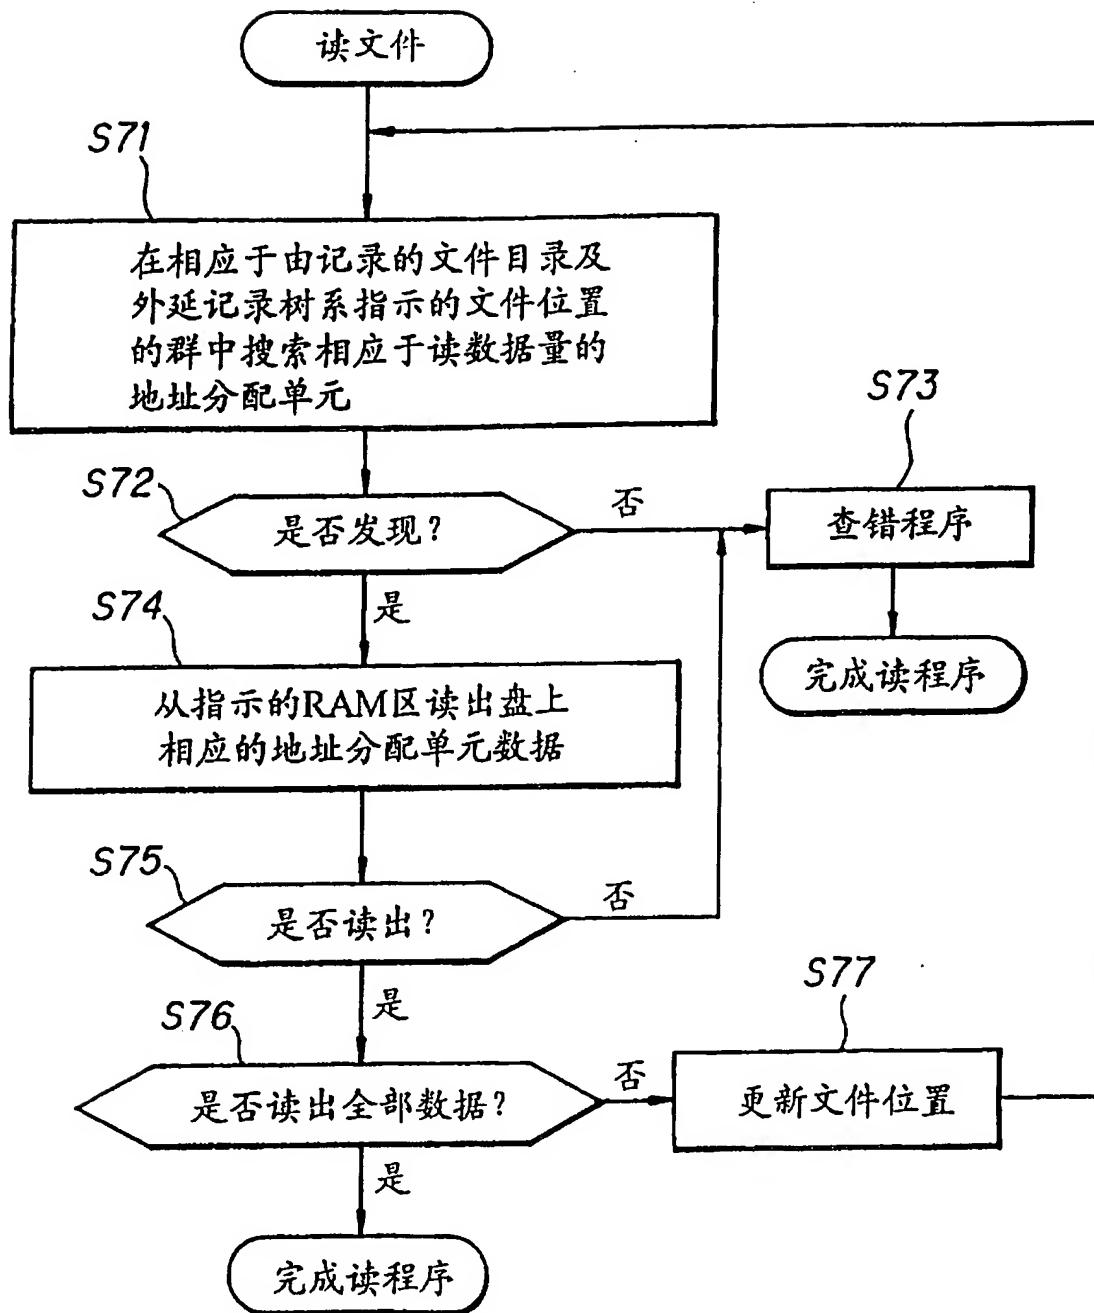 读文件
S71
在相应于由记录的文件目录及
外延记录树系指示的文件位置
的群中搜索相应于读数据量的
地址分配单元
S72
是否发现?
否
S73
查错程序
是
完成读程序
S74
从指示的RAM区读出盘上
相应的地址分配单元数据
S75
是否读出?
否
是
S76
是否读出全部数据?
否
S77
更新文件位置
是
完成读程序